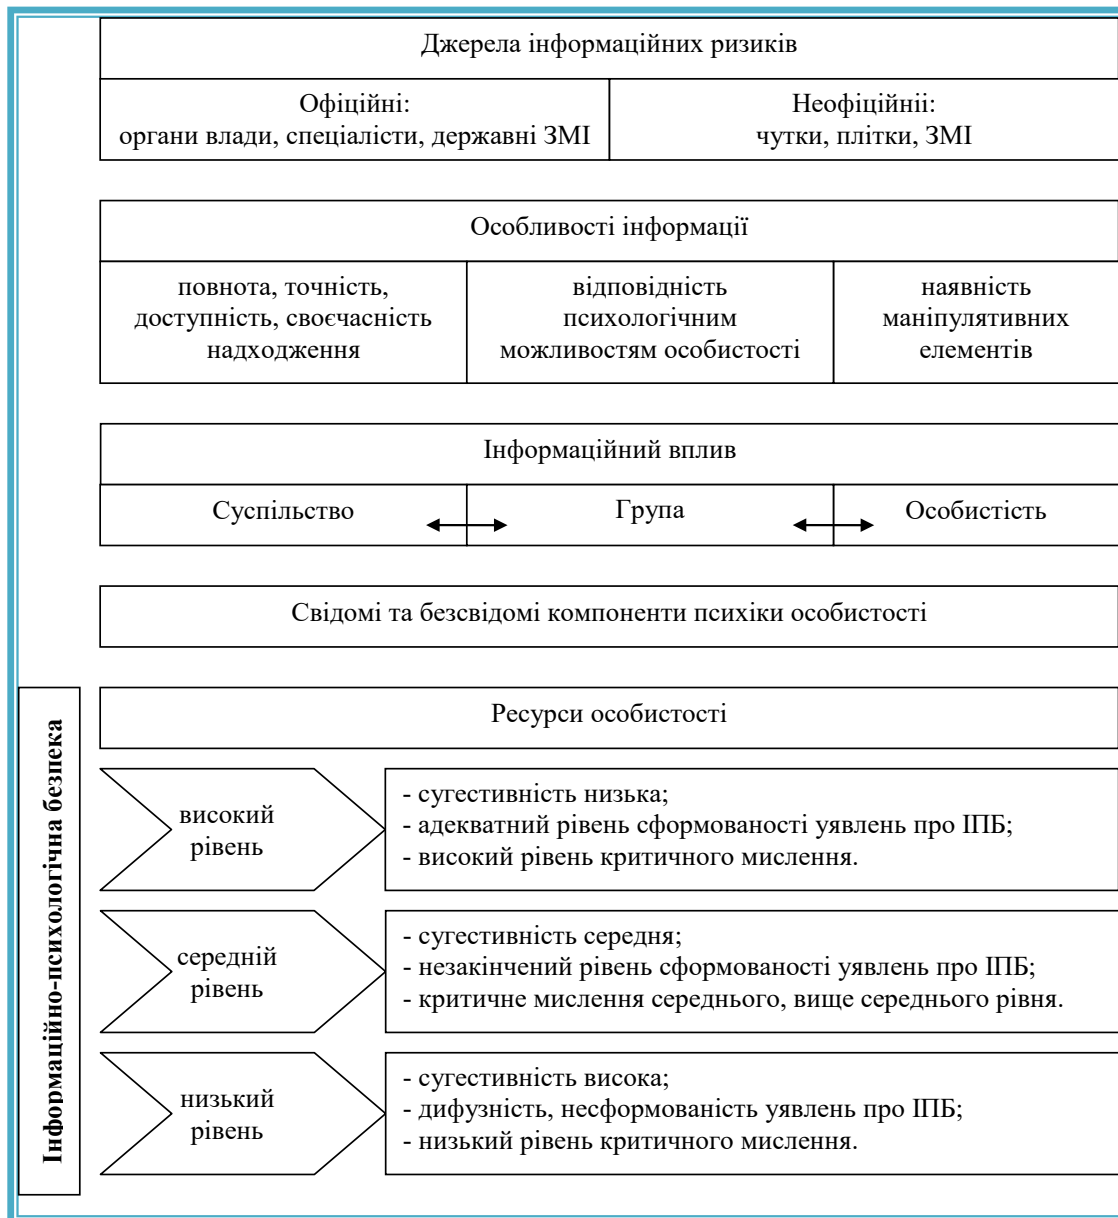 Джерела інформаційних ризиків
Офіційні:
органи влади, спеціалісти, державні ЗМІ
Неофіційніі:
чутки, плітки, ЗМІ
Особливості інформації
повнота, точність,
доступність, своєчасність
надходження
відповідність
психологічним
можливостям особистості
наявність
маніпулятивних
елементів
Інформаційний вплив
Суспільство
Група
Особистість
Свідомі та безсвідомі компоненти психіки особистості
Інформаційно-психологічна безпека
Ресурси особистості
високий
рівень
- сугестивність низька;
- адекватний рівень сформованості уявлень про ІПБ;
- високий рівень критичного мислення.
середній
рівень
- сугестивність середня;
- незакінчений рівень сформованості уявлень про ІПБ;
- критичне мислення середнього, вище середнього рівня.
низький
рівень
- сугестивність висока;
- дифузність, несформованість уявлень про ІПБ;
- низький рівень критичного мислення.